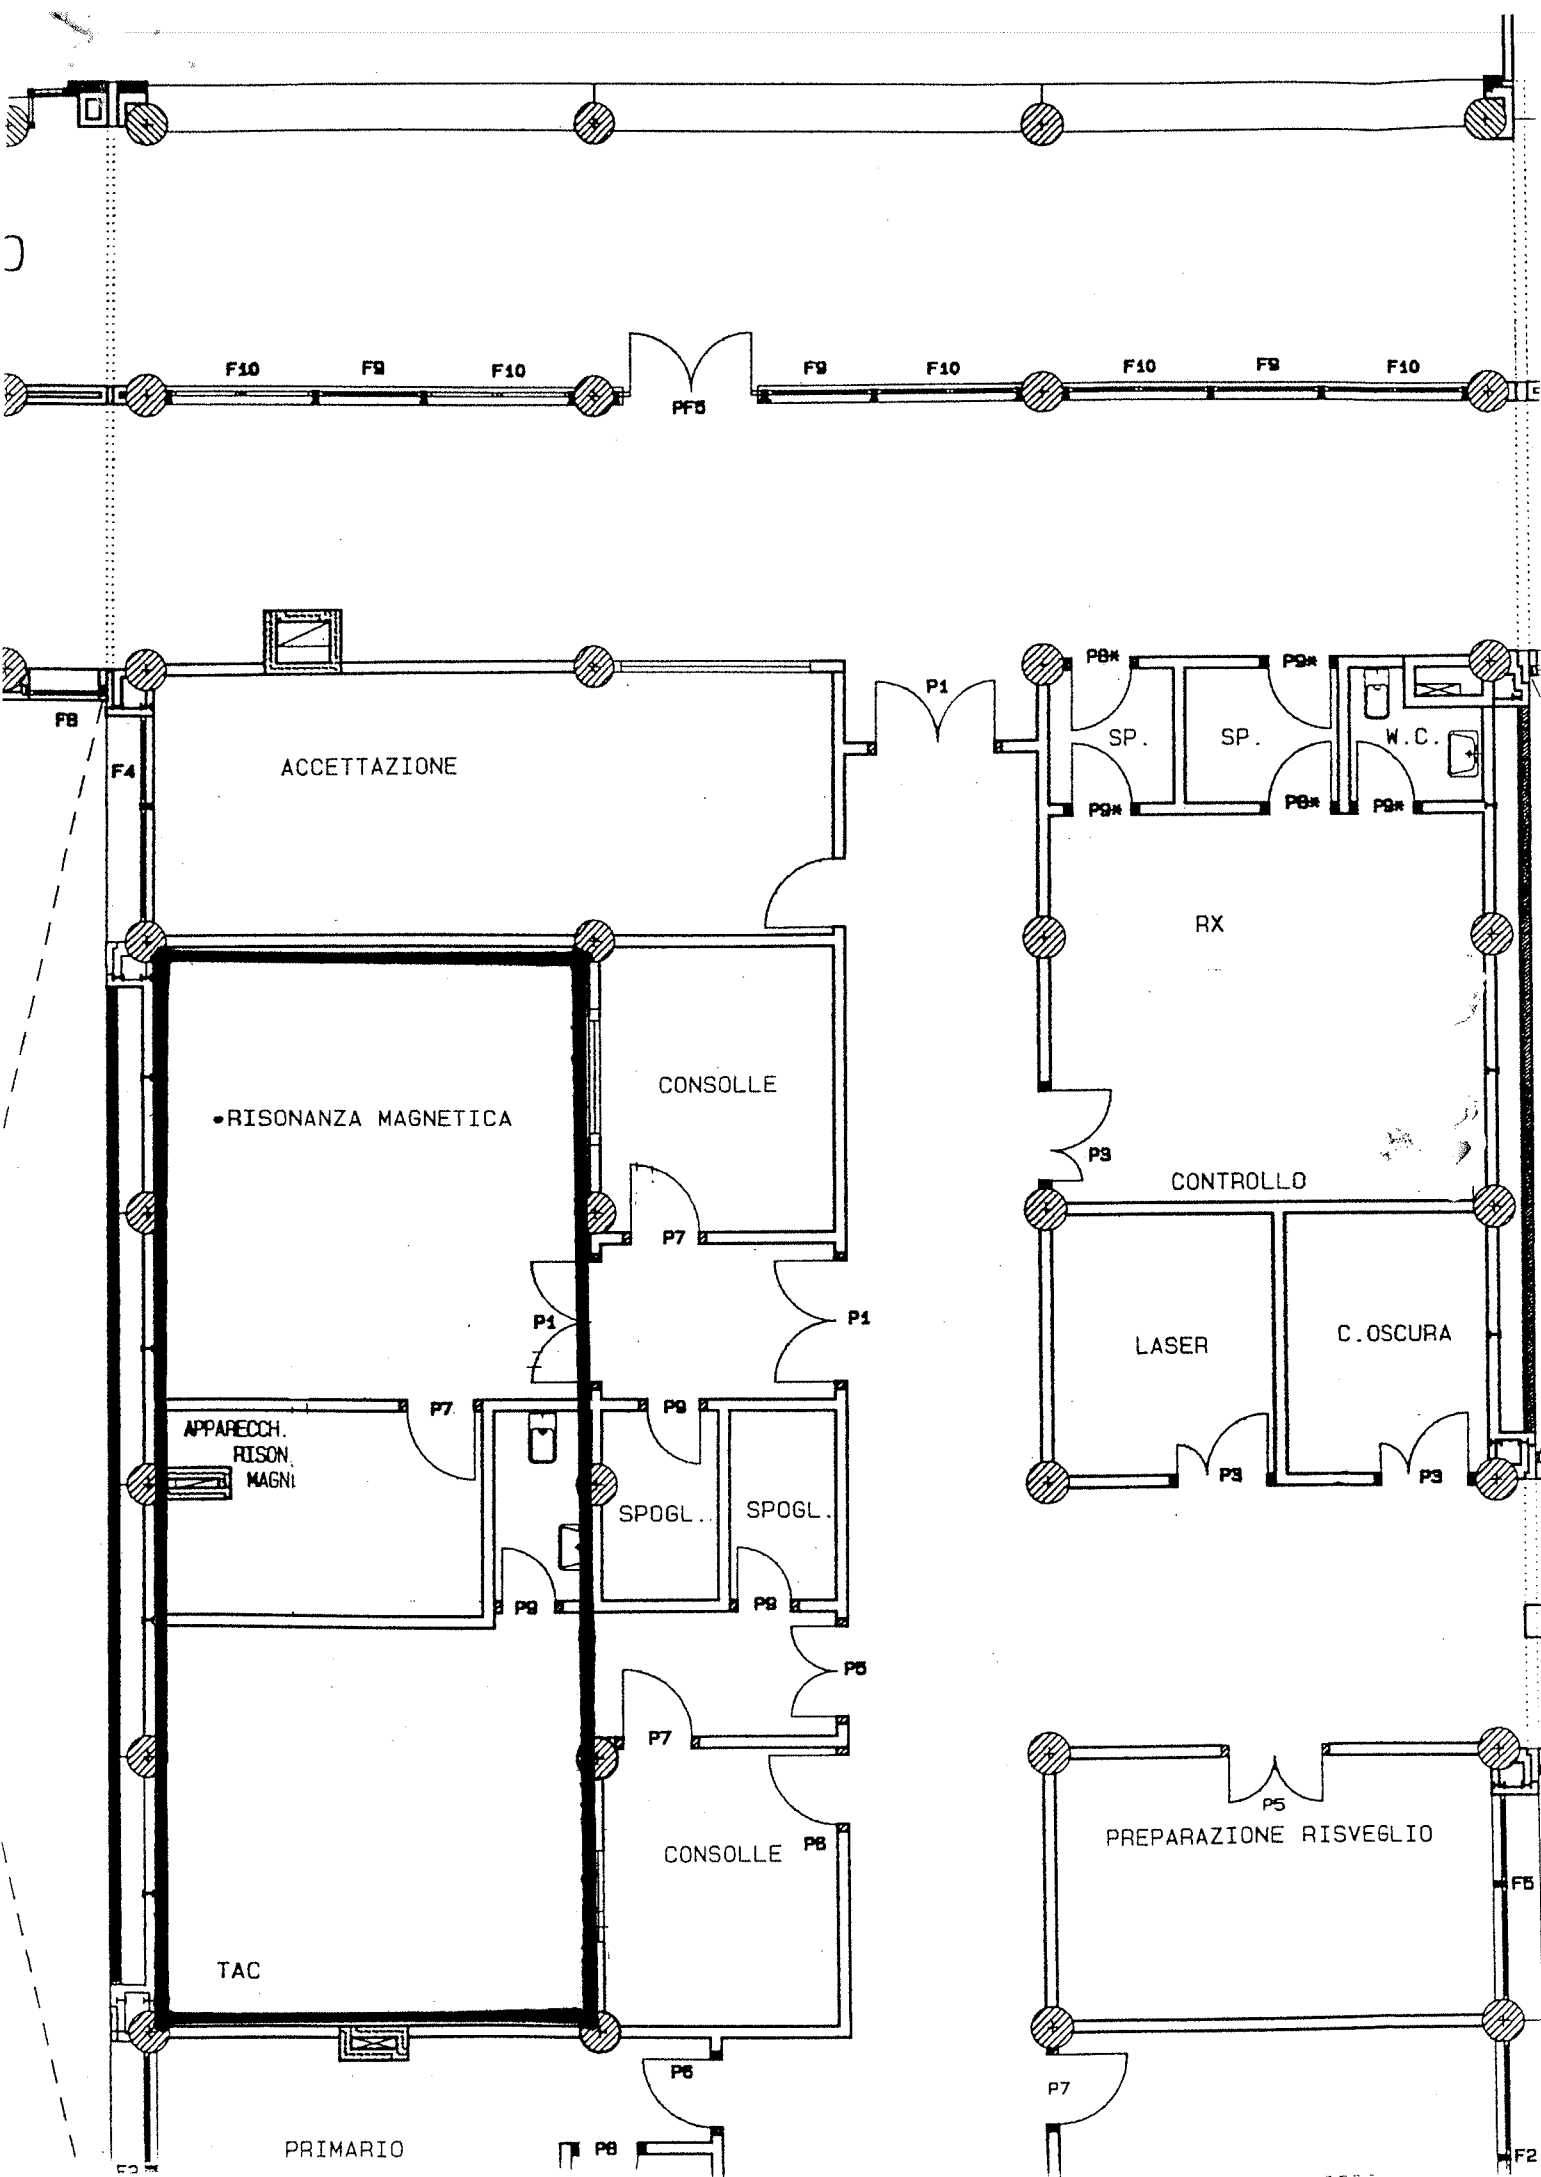 F10 F9 F10 F9 F10 F10 F9 F10
PF5
P8* P9*
P1
F8
SP. SP. W.C.
F4
ACCETTAZIONE
P9* P8* P9*
RX
CONSOLLE
•RISONANZA MAGNETICA
P3
CONTROLLO
P7
P1 P1
LASER C.OSCURA
P7 P9
APPARECCH.
RISON.
MAGNI
P3 P3
SPOGL. SPOGL.
P9 P9
P5
P7
P5
PREPARAZIONE RISVEGLIO
CONSOLLE P6
F5
TAC
P6
P7
PRIMARIO P8
F2